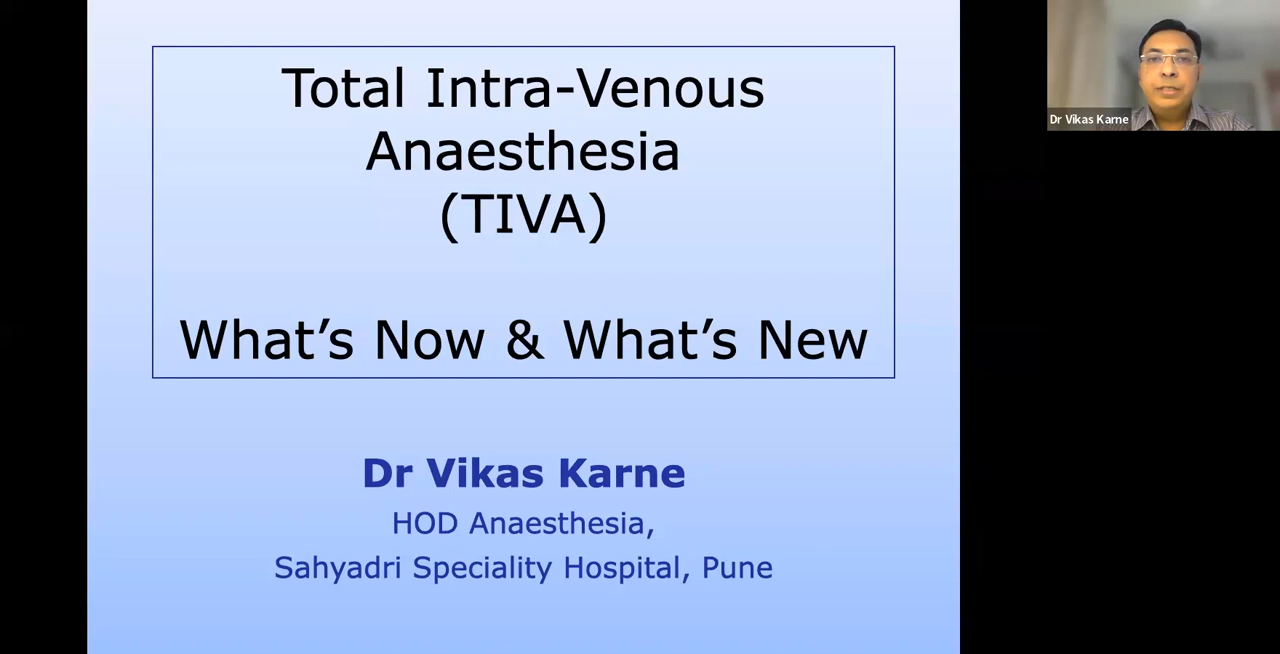 Total Intra-Venous
Anaesthesia
(TIVA)
What's Now & What's New
Dr Vikas Karne
HOD Anaesthesia,
Sahyadri Speciality Hospital, Pune
Dr Vikas Karne